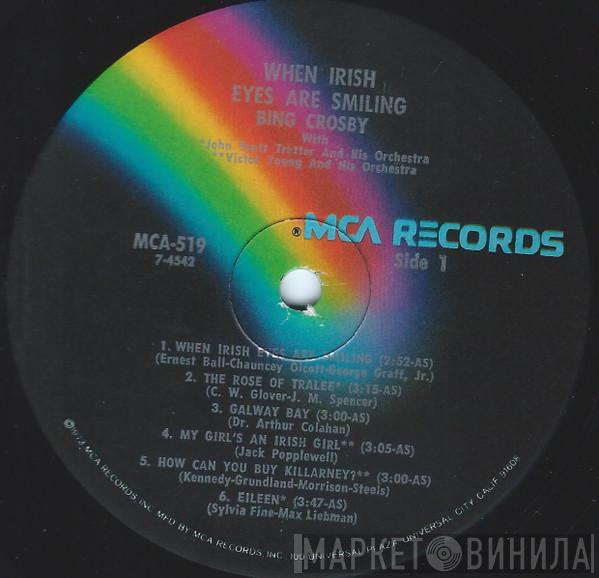 WHEN IRISH
EYES ARE SMILING
BING CROSBY
With
*John Scott Trotter And His Orchestra
**Victor Young And His Orchestra
® MCA RECORDS
MCA-519
7-4542
Side 1
1. WHEN IRISH EYES ARE SMILING (2:52-AS)
(Ernest Ball-Chauncey Olcott-George Graff, Jr.)
2. THE ROSE OF TRALEE* (3:15-AS)
(C. W. Glover-J. M. Spencer)
3. GALWAY BAY (3:00-AS)
(Dr. Arthur Colahan)
4. MY GIRL'S AN IRISH GIRL** (3:05-AS)
(Jack Popplewell)
5. HOW CAN YOU BUY KILLARNEY?** (3:00-AS)
(Kennedy-Grundland-Morrison-Steels)
6. EILEEN* (3:47-AS)
(Sylvia Fine-Max Liebman)
MCA RECORDS INC MFD BY MCA RECORDS, INC. 100 UNIVERSAL PLAZA, UNIVERSAL CITY, CALIF. 91608
МАРКЕТ ВИНИЛА